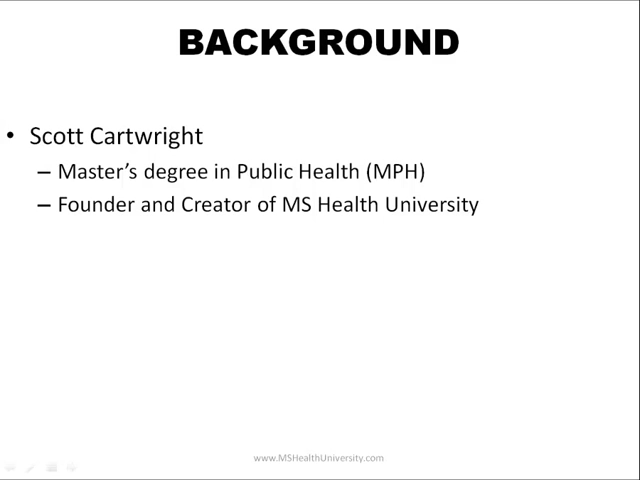 BACKGROUND
• Scott Cartwright
– Master’s degree in Public Health (MPH)
– Founder and Creator of MS Health University
www.MSHealthUniversity.com